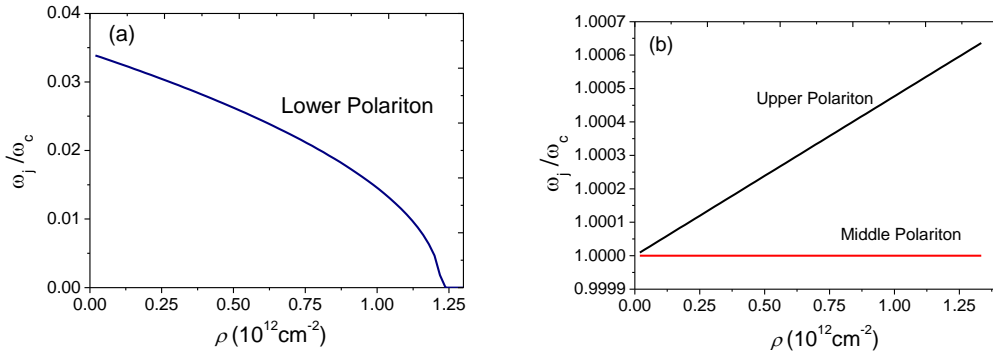 (a)
Lower Polariton
ω_j /ω_c
0.04
0.03
0.02
0.01
0.00
0.00 0.25 0.50 0.75 1.00 1.25
ρ (10^12 cm^-2)
(b)
Upper Polariton
Middle Polariton
ω_j /ω_c
1.0007
1.0006
1.0005
1.0004
1.0003
1.0002
1.0001
1.0000
0.9999
0.00 0.25 0.50 0.75 1.00 1.25
ρ (10^12 cm^-2)